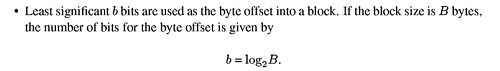 • Least significant b bits are used as the byte offset into a block. If the block size is B bytes,
the number of bits for the byte offset is given by
b = log₂B.